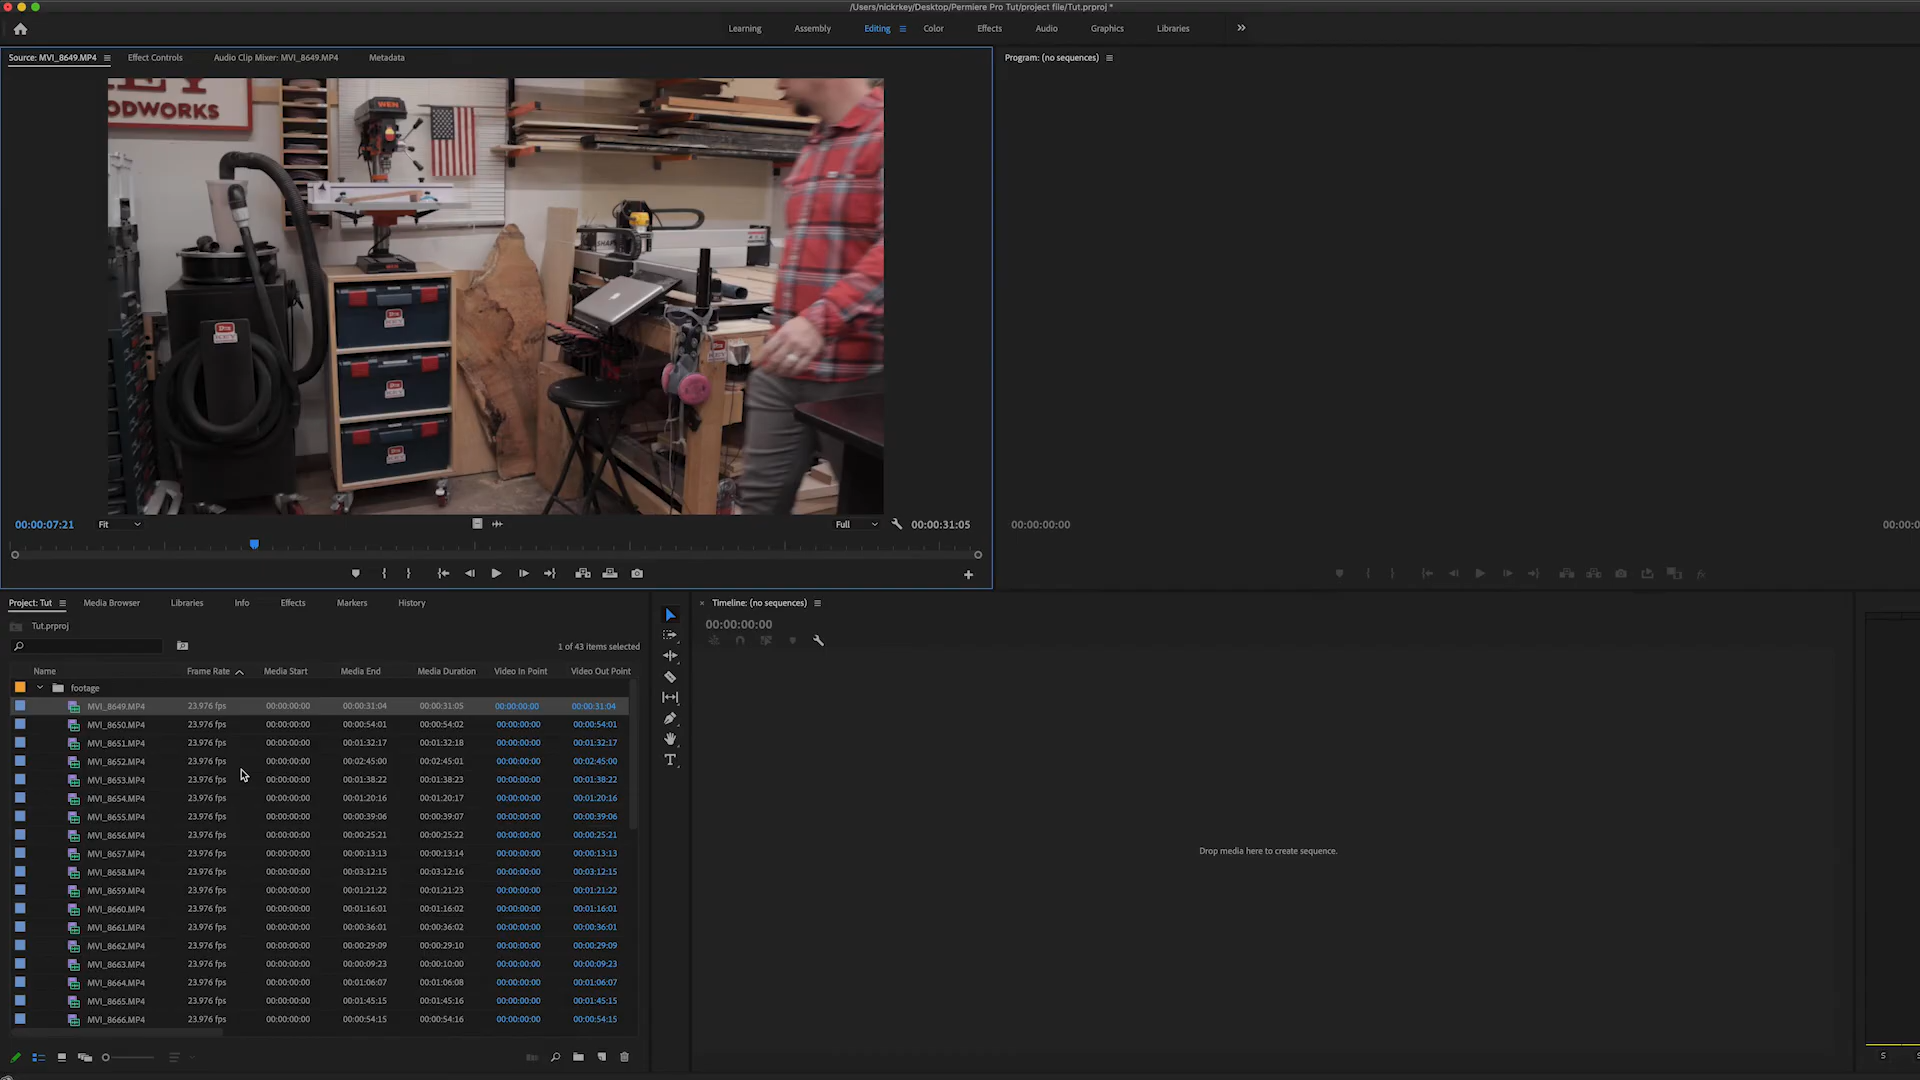 /Users/nickrkey/Desktop/Permiere Pro Tut/project file/Tut.prproj *
Learning Assembly Editing Color Effects Audio Graphics Libraries
Source: MVI_8649.MP4 Effect Controls Audio Clip Mixer: MVI_8649.MP4 Metadata
Program: (no sequences)
WOODWORKS
WEN
KEY
00:00:07:21 Fit Full 00:00:31:05
00:00:00:00 00:00:0
Project: Tut Media Browser Libraries Info Effects Markers History
Tut.prproj
1 of 43 items selected
Name Frame Rate Media Start Media End Media Duration Video In Point Video Out Point
footage
MVI_8649.MP4 23.976 fps 00:00:00:00 00:00:31:04 00:00:31:05 00:00:00:00 00:00:31:04
MVI_8650.MP4 23.976 fps 00:00:00:00 00:00:54:01 00:00:54:02 00:00:00:00 00:00:54:01
MVI_8651.MP4 23.976 fps 00:00:00:00 00:01:32:17 00:01:32:18 00:00:00:00 00:01:32:17
MVI_8652.MP4 23.976 fps 00:00:00:00 00:02:45:00 00:02:45:01 00:00:00:00 00:02:45:00
MVI_8653.MP4 23.976 fps 00:00:00:00 00:01:38:22 00:01:38:23 00:00:00:00 00:01:38:22
MVI_8654.MP4 23.976 fps 00:00:00:00 00:01:20:16 00:01:20:17 00:00:00:00 00:01:20:16
MVI_8655.MP4 23.976 fps 00:00:00:00 00:00:39:06 00:00:39:07 00:00:00:00 00:00:39:06
MVI_8656.MP4 23.976 fps 00:00:00:00 00:00:25:21 00:00:25:22 00:00:00:00 00:00:25:21
MVI_8657.MP4 23.976 fps 00:00:00:00 00:00:13:13 00:00:13:14 00:00:00:00 00:00:13:13
MVI_8658.MP4 23.976 fps 00:00:00:00 00:03:12:15 00:03:12:16 00:00:00:00 00:03:12:15
MVI_8659.MP4 23.976 fps 00:00:00:00 00:01:21:22 00:01:21:23 00:00:00:00 00:01:21:22
MVI_8660.MP4 23.976 fps 00:00:00:00 00:01:16:01 00:01:16:02 00:00:00:00 00:01:16:01
MVI_8661.MP4 23.976 fps 00:00:00:00 00:00:36:01 00:00:36:02 00:00:00:00 00:00:36:01
MVI_8662.MP4 23.976 fps 00:00:00:00 00:00:29:09 00:00:29:10 00:00:00:00 00:00:29:09
MVI_8663.MP4 23.976 fps 00:00:00:00 00:00:09:23 00:00:10:00 00:00:00:00 00:00:09:23
MVI_8664.MP4 23.976 fps 00:00:00:00 00:01:06:07 00:01:06:08 00:00:00:00 00:01:06:07
MVI_8665.MP4 23.976 fps 00:00:00:00 00:01:45:15 00:01:45:16 00:00:00:00 00:01:45:15
MVI_8666.MP4 23.976 fps 00:00:00:00 00:00:54:15 00:00:54:16 00:00:00:00 00:00:54:15
Timeline: (no sequences)
00:00:00:00
Drop media here to create sequence.
S S